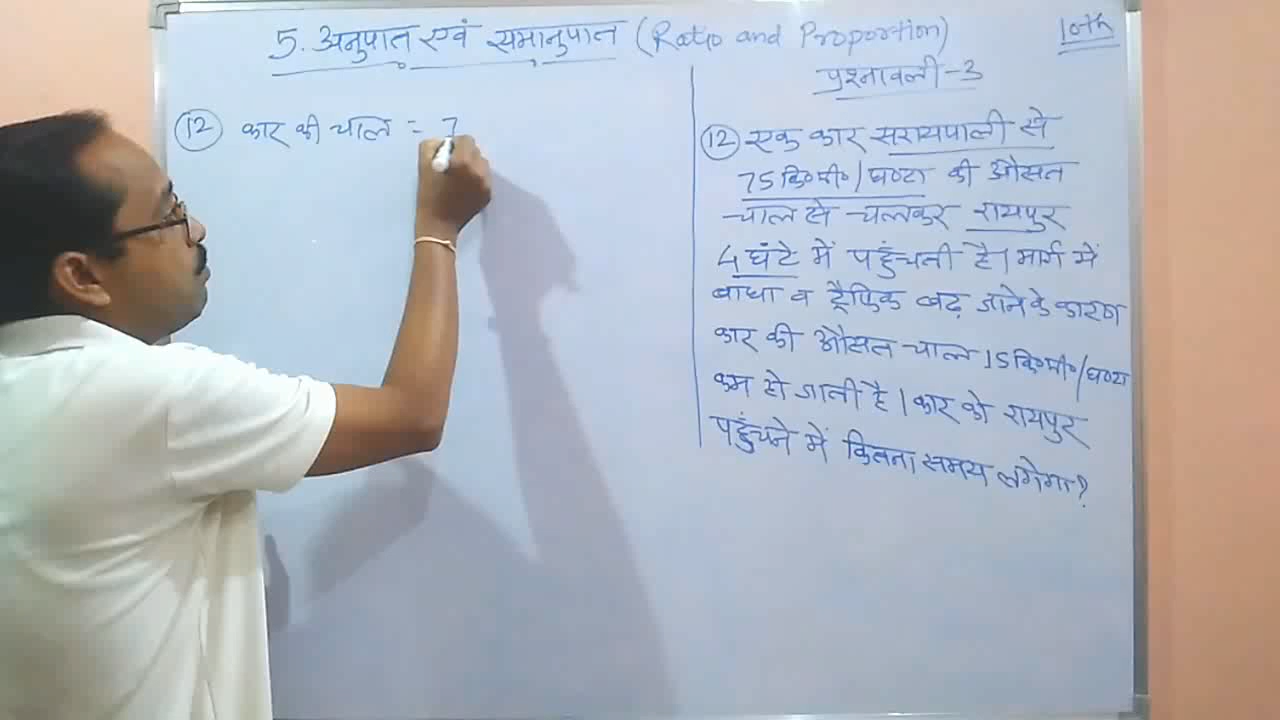 5. अनुपात एवं समानुपात (Ratio and Proportion)
10th
प्रश्नावली-3
(12) कार की चाल = 7
(12) एक कार सरायपाली से
75 कि०मी०/घण्टा की औसत
चाल से चलकर रायपुर
4 घंटे में पहुंचती है। मार्ग में
बाधा व ट्रैफिक बढ़ जाने के कारण
कार की औसत चाल 15 कि०मी०/घण्टा
कम हो जाती है। कार को रायपुर
पहुंचने में कितना समय लगेगा?